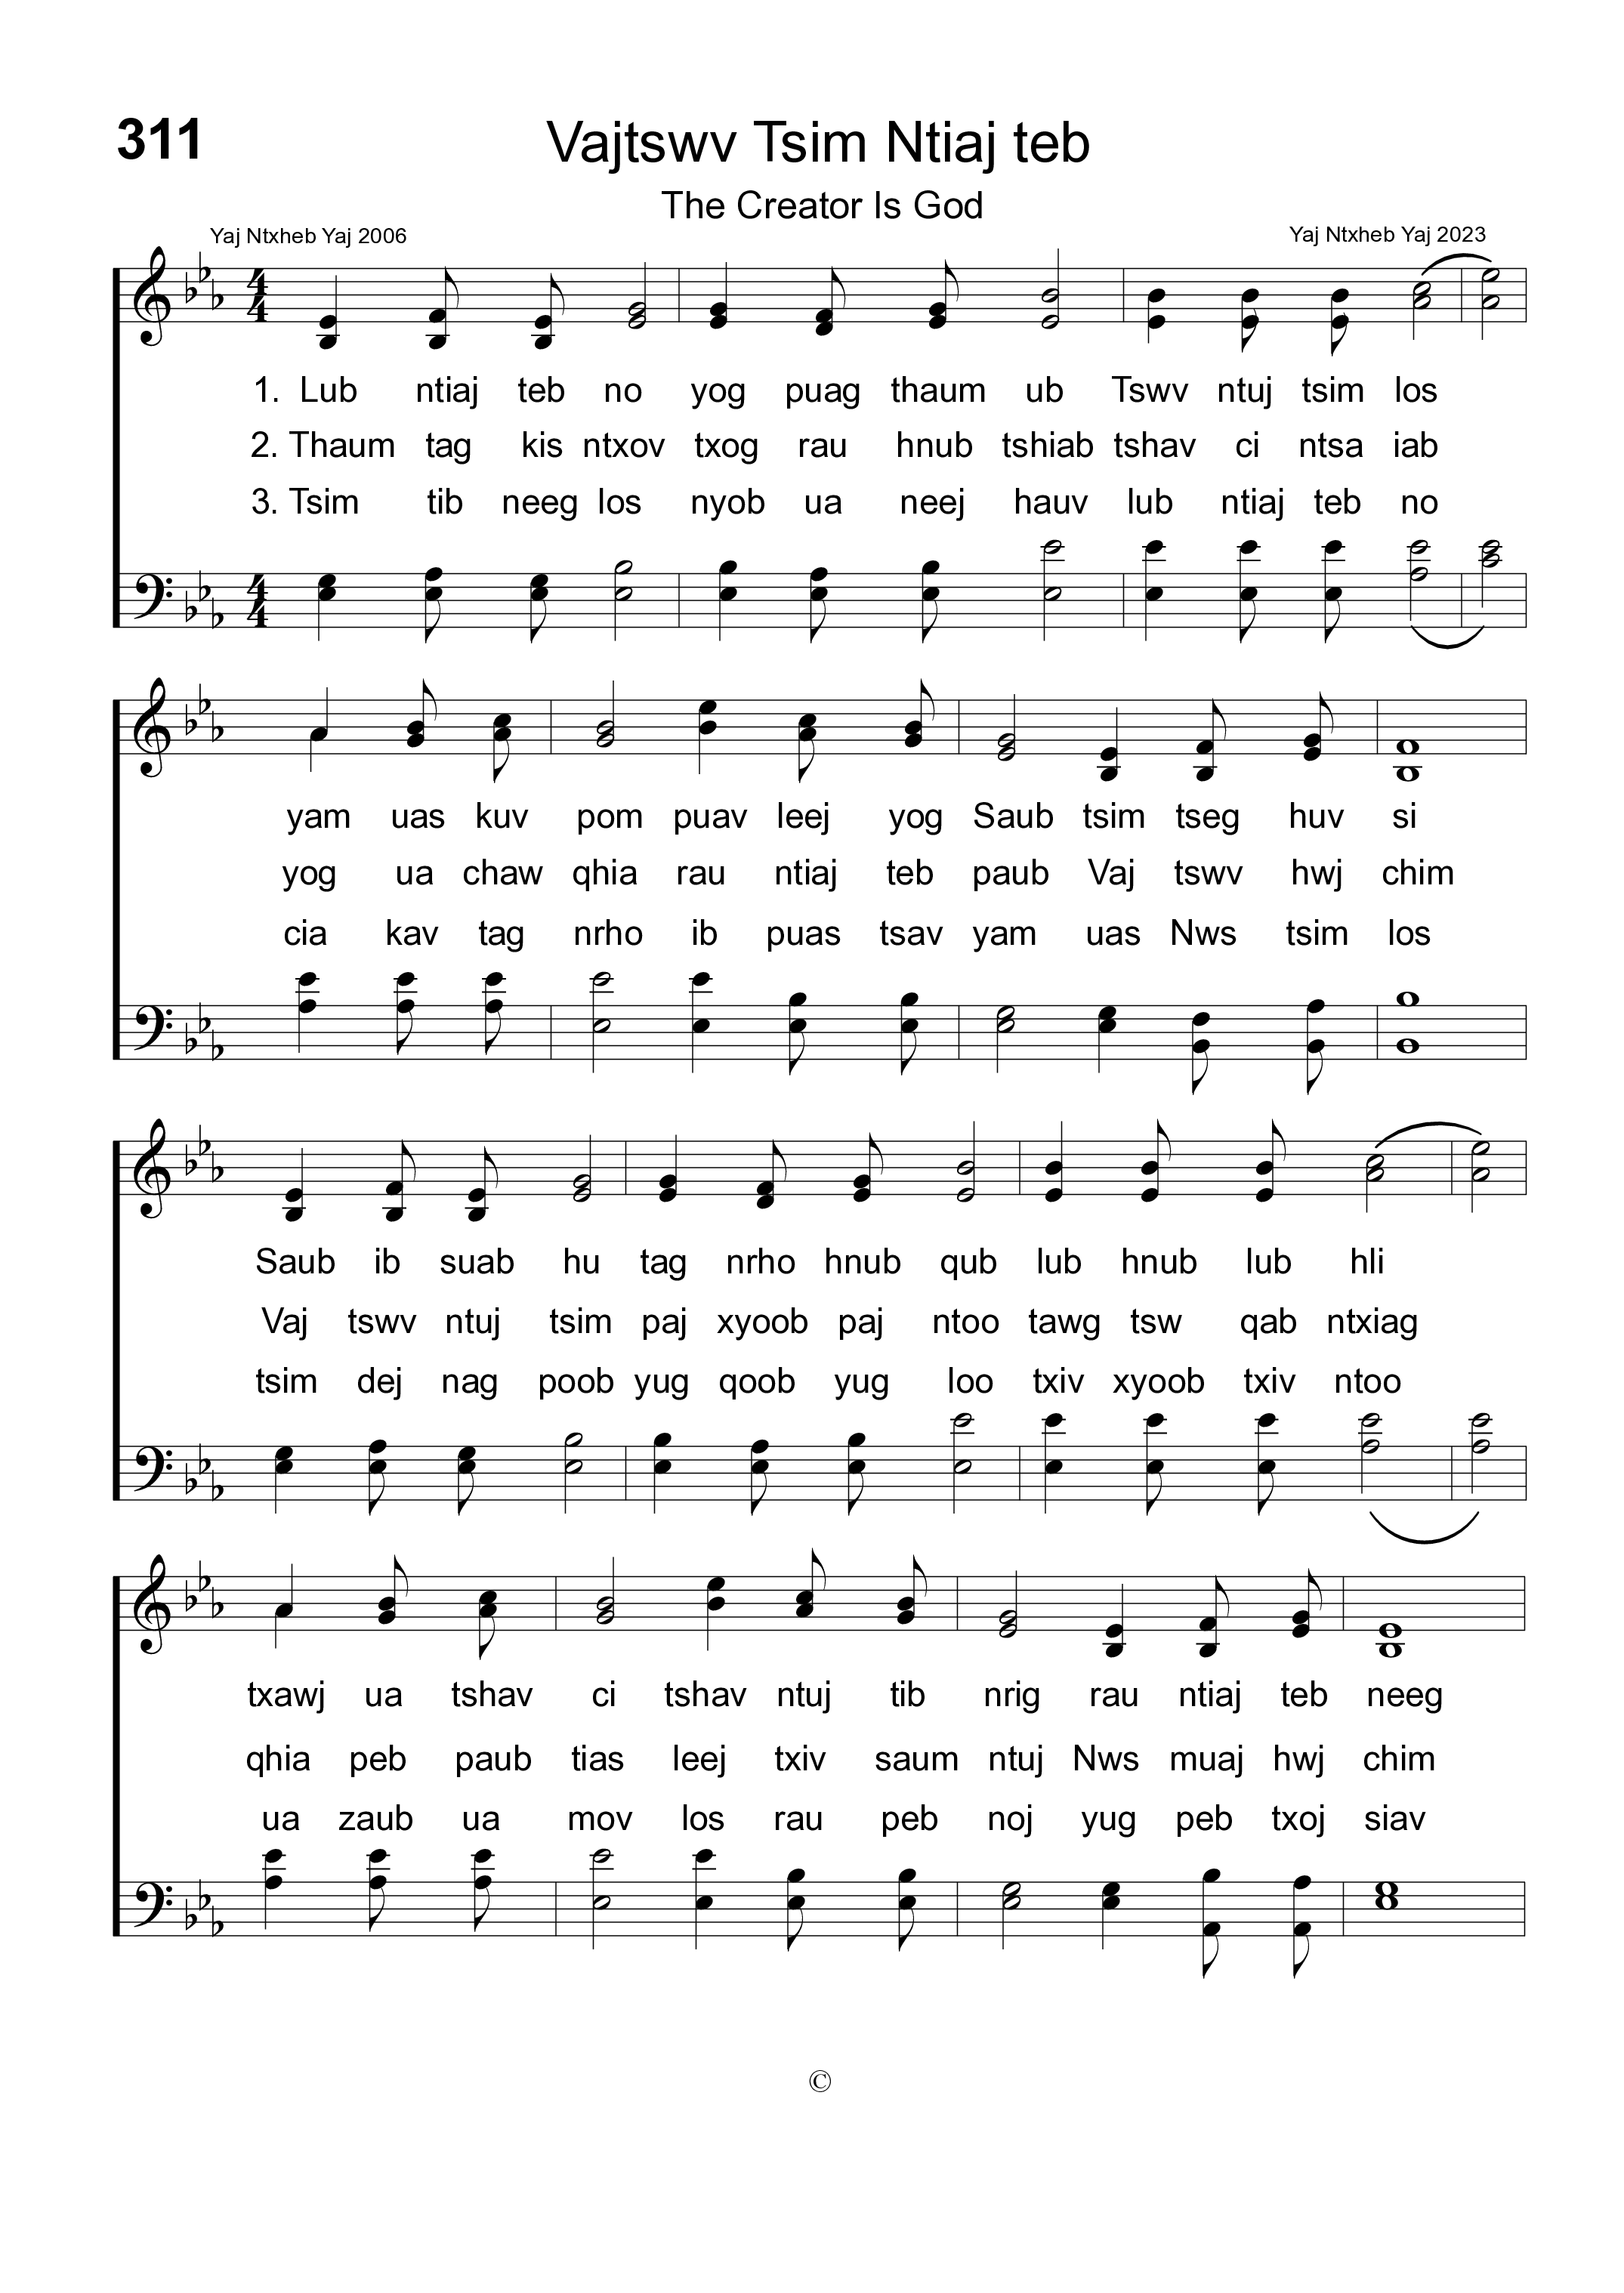 311
Vajtswv Tsim Ntiaj teb
The Creator Is God
Yaj Ntxheb Yaj 2006
Yaj Ntxheb Yaj 2023
1. Lub ntiaj teb no yog puag thaum ub Tswv ntuj tsim los
2. Thaum tag kis ntxov txog rau hnub tshiab tshav ci ntsa iab
3. Tsim tib neeg los nyob ua neej hauv lub ntiaj teb no
yam uas kuv pom puav leej yog Saub tsim tseg huv si
yog ua chaw qhia rau ntiaj teb paub Vaj tswv hwj chim
cia kav tag nrho ib puas tsav yam uas Nws tsim los
Saub ib suab hu tag nrho hnub qub lub hnub lub hli
Vaj tswv ntuj tsim paj xyoob paj ntoo tawg tsw qab ntxiag
tsim dej nag poob yug qoob yug loo txiv xyoob txiv ntoo
txawj ua tshav ci tshav ntuj tib nrig rau ntiaj teb neeg
qhia peb paub tias leej txiv saum ntuj Nws muaj hwj chim
ua zaub ua mov los rau peb noj yug peb txoj siav
©